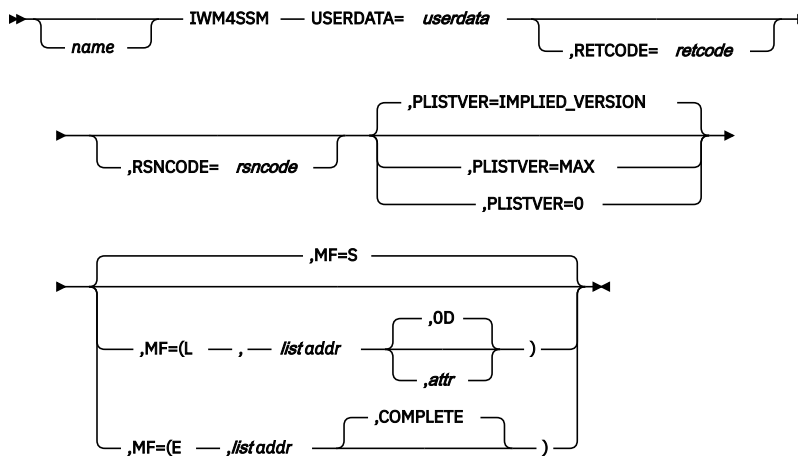 IWM4SSM USERDATA= userdata
name ,RETCODE= retcode
,PLISTVER=IMPLIED_VERSION
,RSNCODE= rsncode ,PLISTVER=MAX
,PLISTVER=0
,MF=S
,0D
,MF=(L , list addr )
,attr
,COMPLETE
,MF=(E ,list addr )